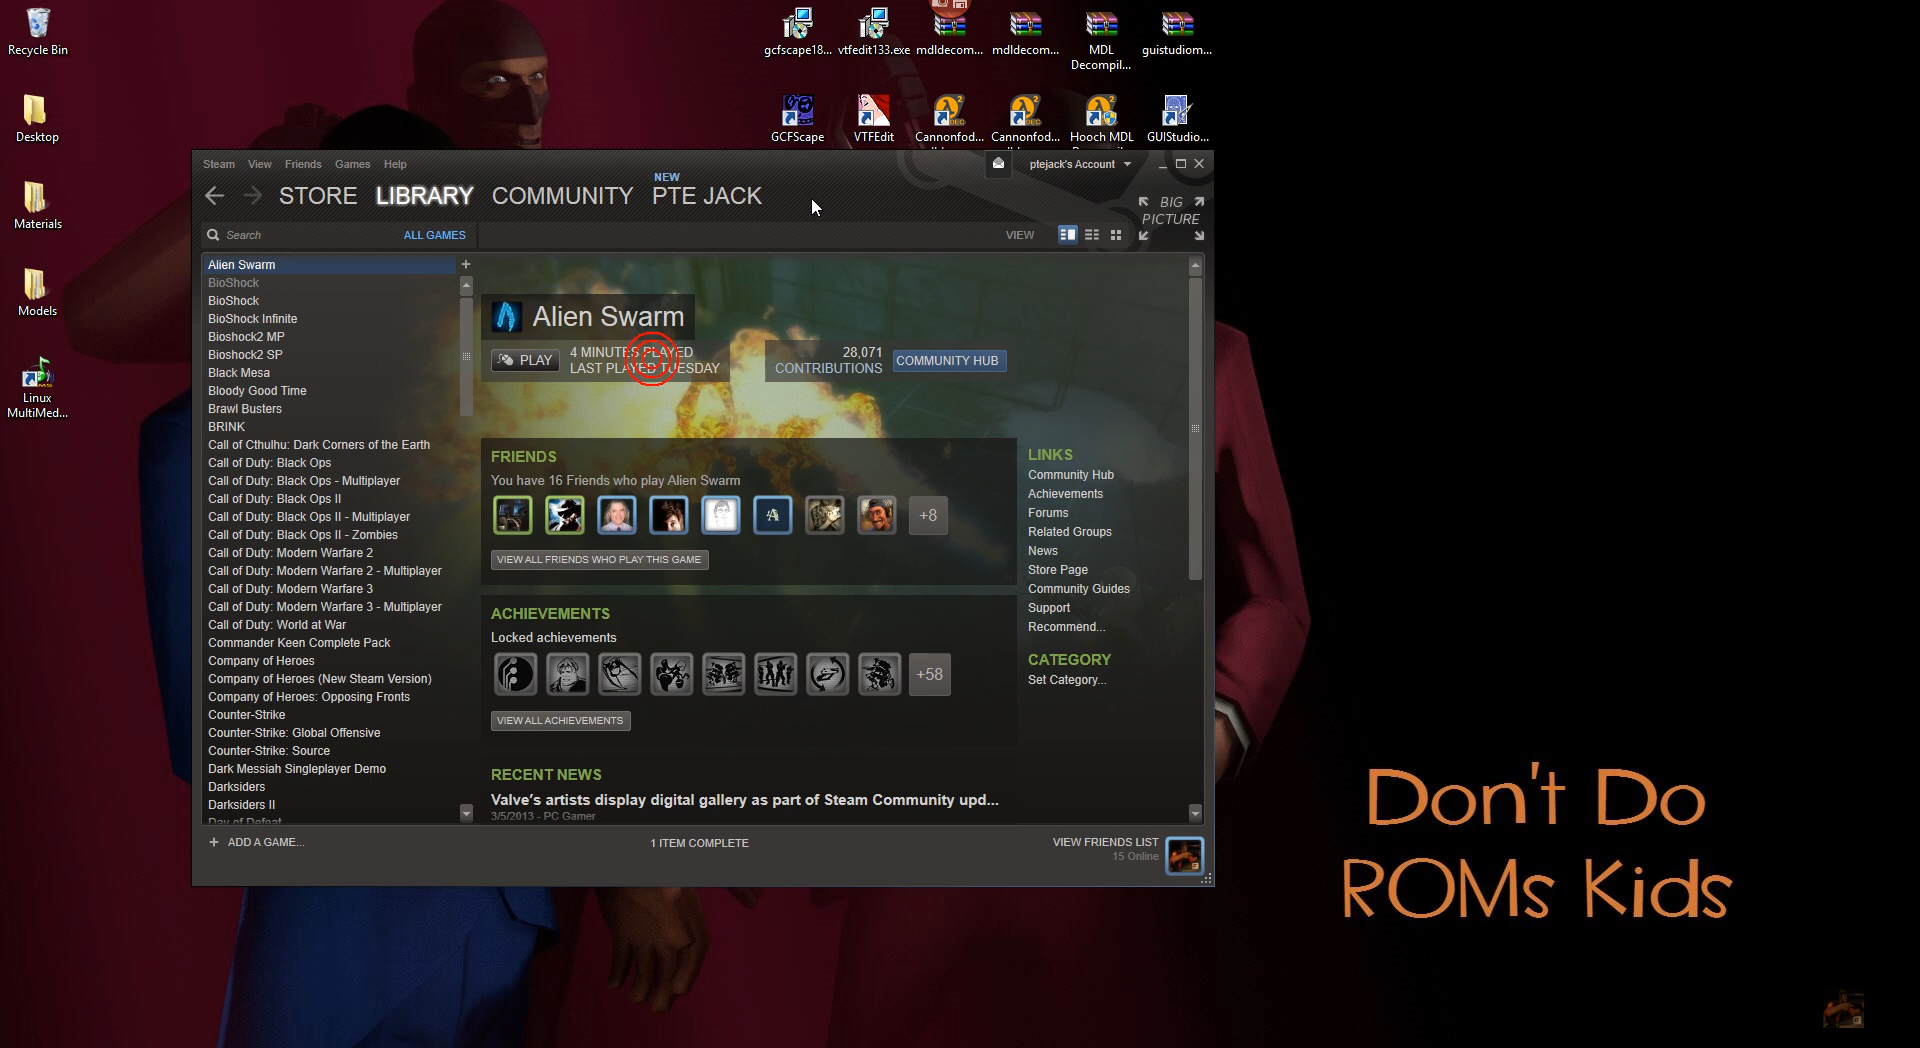 Recycle Bin
Desktop
Materials
Models
Linux
MultiMed...
gcfscape18...
vtfedit133.exe
mdldecom...
mdldecom...
MDL
Decompil...
guistudiom...
GCFScape
VTFEdit
Cannonfod...
Cannonfod...
Hooch MDL
GUIStudio...
Steam View Friends Games Help
ptejack's Account
STORE LIBRARY COMMUNITY
NEW
PTE JACK
BIG
PICTURE
Search
ALL GAMES
VIEW
Alien Swarm
BioShock
BioShock
BioShock Infinite
Bioshock2 MP
Bioshock2 SP
Black Mesa
Bloody Good Time
Brawl Busters
BRINK
Call of Cthulhu: Dark Corners of the Earth
Call of Duty: Black Ops
Call of Duty: Black Ops - Multiplayer
Call of Duty: Black Ops II
Call of Duty: Black Ops II - Multiplayer
Call of Duty: Black Ops II - Zombies
Call of Duty: Modern Warfare 2
Call of Duty: Modern Warfare 2 - Multiplayer
Call of Duty: Modern Warfare 3
Call of Duty: Modern Warfare 3 - Multiplayer
Call of Duty: World at War
Commander Keen Complete Pack
Company of Heroes
Company of Heroes (New Steam Version)
Company of Heroes: Opposing Fronts
Counter-Strike
Counter-Strike: Global Offensive
Counter-Strike: Source
Dark Messiah Singleplayer Demo
Darksiders
Darksiders II
Day of Defeat
Alien Swarm
PLAY
4 MINUTES PLAYED
LAST PLAYED TUESDAY
28,071
CONTRIBUTIONS
COMMUNITY HUB
FRIENDS
You have 16 Friends who play Alien Swarm
+8
VIEW ALL FRIENDS WHO PLAY THIS GAME
ACHIEVEMENTS
Locked achievements
+58
VIEW ALL ACHIEVEMENTS
RECENT NEWS
Valve's artists display digital gallery as part of Steam Community upd...
3/5/2013 - PC Gamer
LINKS
Community Hub
Achievements
Forums
Related Groups
News
Store Page
Community Guides
Support
Recommend...
CATEGORY
Set Category...
+ ADD A GAME...
1 ITEM COMPLETE
VIEW FRIENDS LIST
15 Online
Don't Do
ROMs Kids